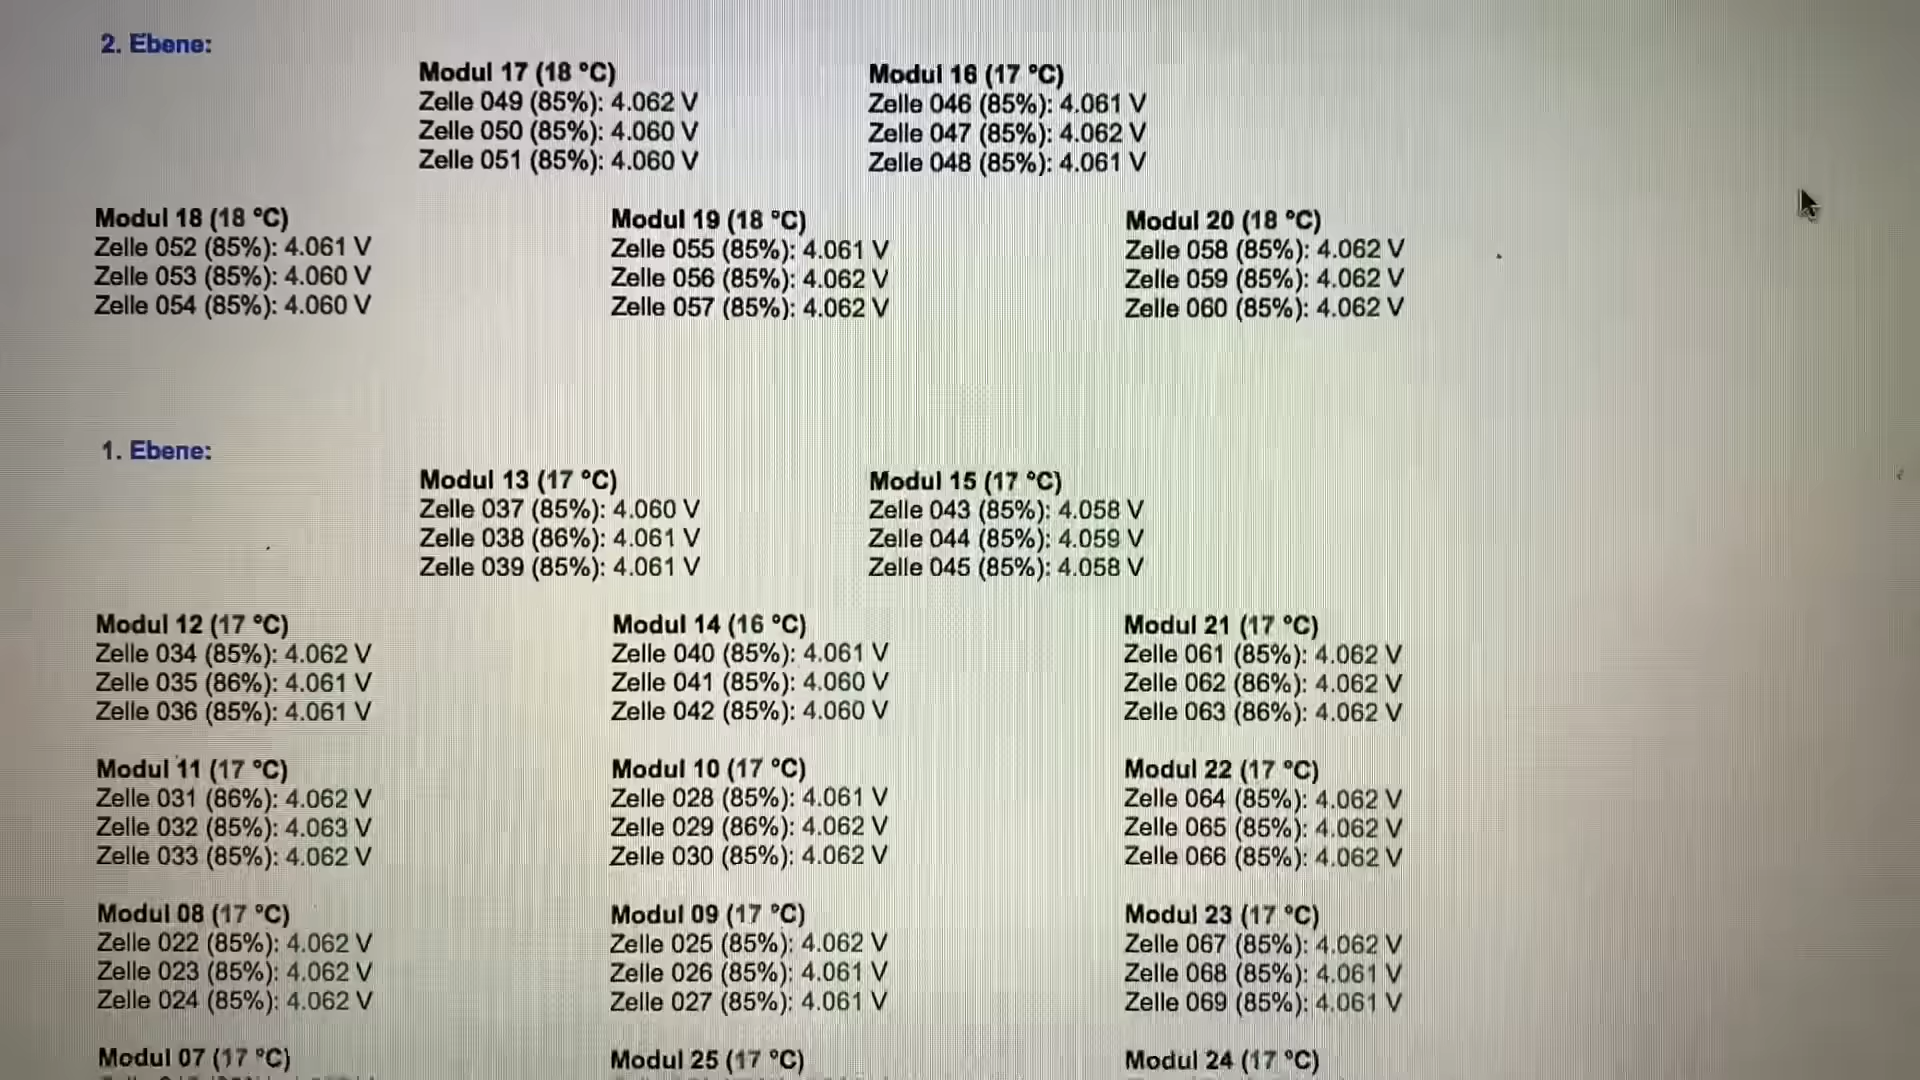 2. Ebene:
Modul 17 (18 °C)
Zelle 049 (85%): 4.062 V
Zelle 050 (85%): 4.060 V
Zelle 051 (85%): 4.060 V
Modul 16 (17 °C)
Zelle 046 (85%): 4.061 V
Zelle 047 (85%): 4.062 V
Zelle 048 (85%): 4.061 V
Modul 18 (18 °C)
Zelle 052 (85%): 4.061 V
Zelle 053 (85%): 4.060 V
Zelle 054 (85%): 4.060 V
Modul 19 (18 °C)
Zelle 055 (85%): 4.061 V
Zelle 056 (85%): 4.062 V
Zelle 057 (85%): 4.062 V
Modul 20 (18 °C)
Zelle 058 (85%): 4.062 V
Zelle 059 (85%): 4.062 V
Zelle 060 (85%): 4.062 V
1. Ebene:
Modul 13 (17 °C)
Zelle 037 (85%): 4.060 V
Zelle 038 (86%): 4.061 V
Zelle 039 (85%): 4.061 V
Modul 15 (17 °C)
Zelle 043 (85%): 4.058 V
Zelle 044 (85%): 4.059 V
Zelle 045 (85%): 4.058 V
Modul 12 (17 °C)
Zelle 034 (85%): 4.062 V
Zelle 035 (86%): 4.061 V
Zelle 036 (85%): 4.061 V
Modul 14 (16 °C)
Zelle 040 (85%): 4.061 V
Zelle 041 (85%): 4.060 V
Zelle 042 (85%): 4.060 V
Modul 21 (17 °C)
Zelle 061 (85%): 4.062 V
Zelle 062 (86%): 4.062 V
Zelle 063 (86%): 4.062 V
Modul 11 (17 °C)
Zelle 031 (86%): 4.062 V
Zelle 032 (85%): 4.063 V
Zelle 033 (85%): 4.062 V
Modul 10 (17 °C)
Zelle 028 (85%): 4.061 V
Zelle 029 (86%): 4.062 V
Zelle 030 (85%): 4.062 V
Modul 22 (17 °C)
Zelle 064 (85%): 4.062 V
Zelle 065 (85%): 4.062 V
Zelle 066 (85%): 4.062 V
Modul 08 (17 °C)
Zelle 022 (85%): 4.062 V
Zelle 023 (85%): 4.062 V
Zelle 024 (85%): 4.062 V
Modul 09 (17 °C)
Zelle 025 (85%): 4.062 V
Zelle 026 (85%): 4.061 V
Zelle 027 (85%): 4.061 V
Modul 23 (17 °C)
Zelle 067 (85%): 4.062 V
Zelle 068 (85%): 4.061 V
Zelle 069 (85%): 4.061 V
Modul 07 (17 °C)
Modul 25 (17 °C)
Modul 24 (17 °C)